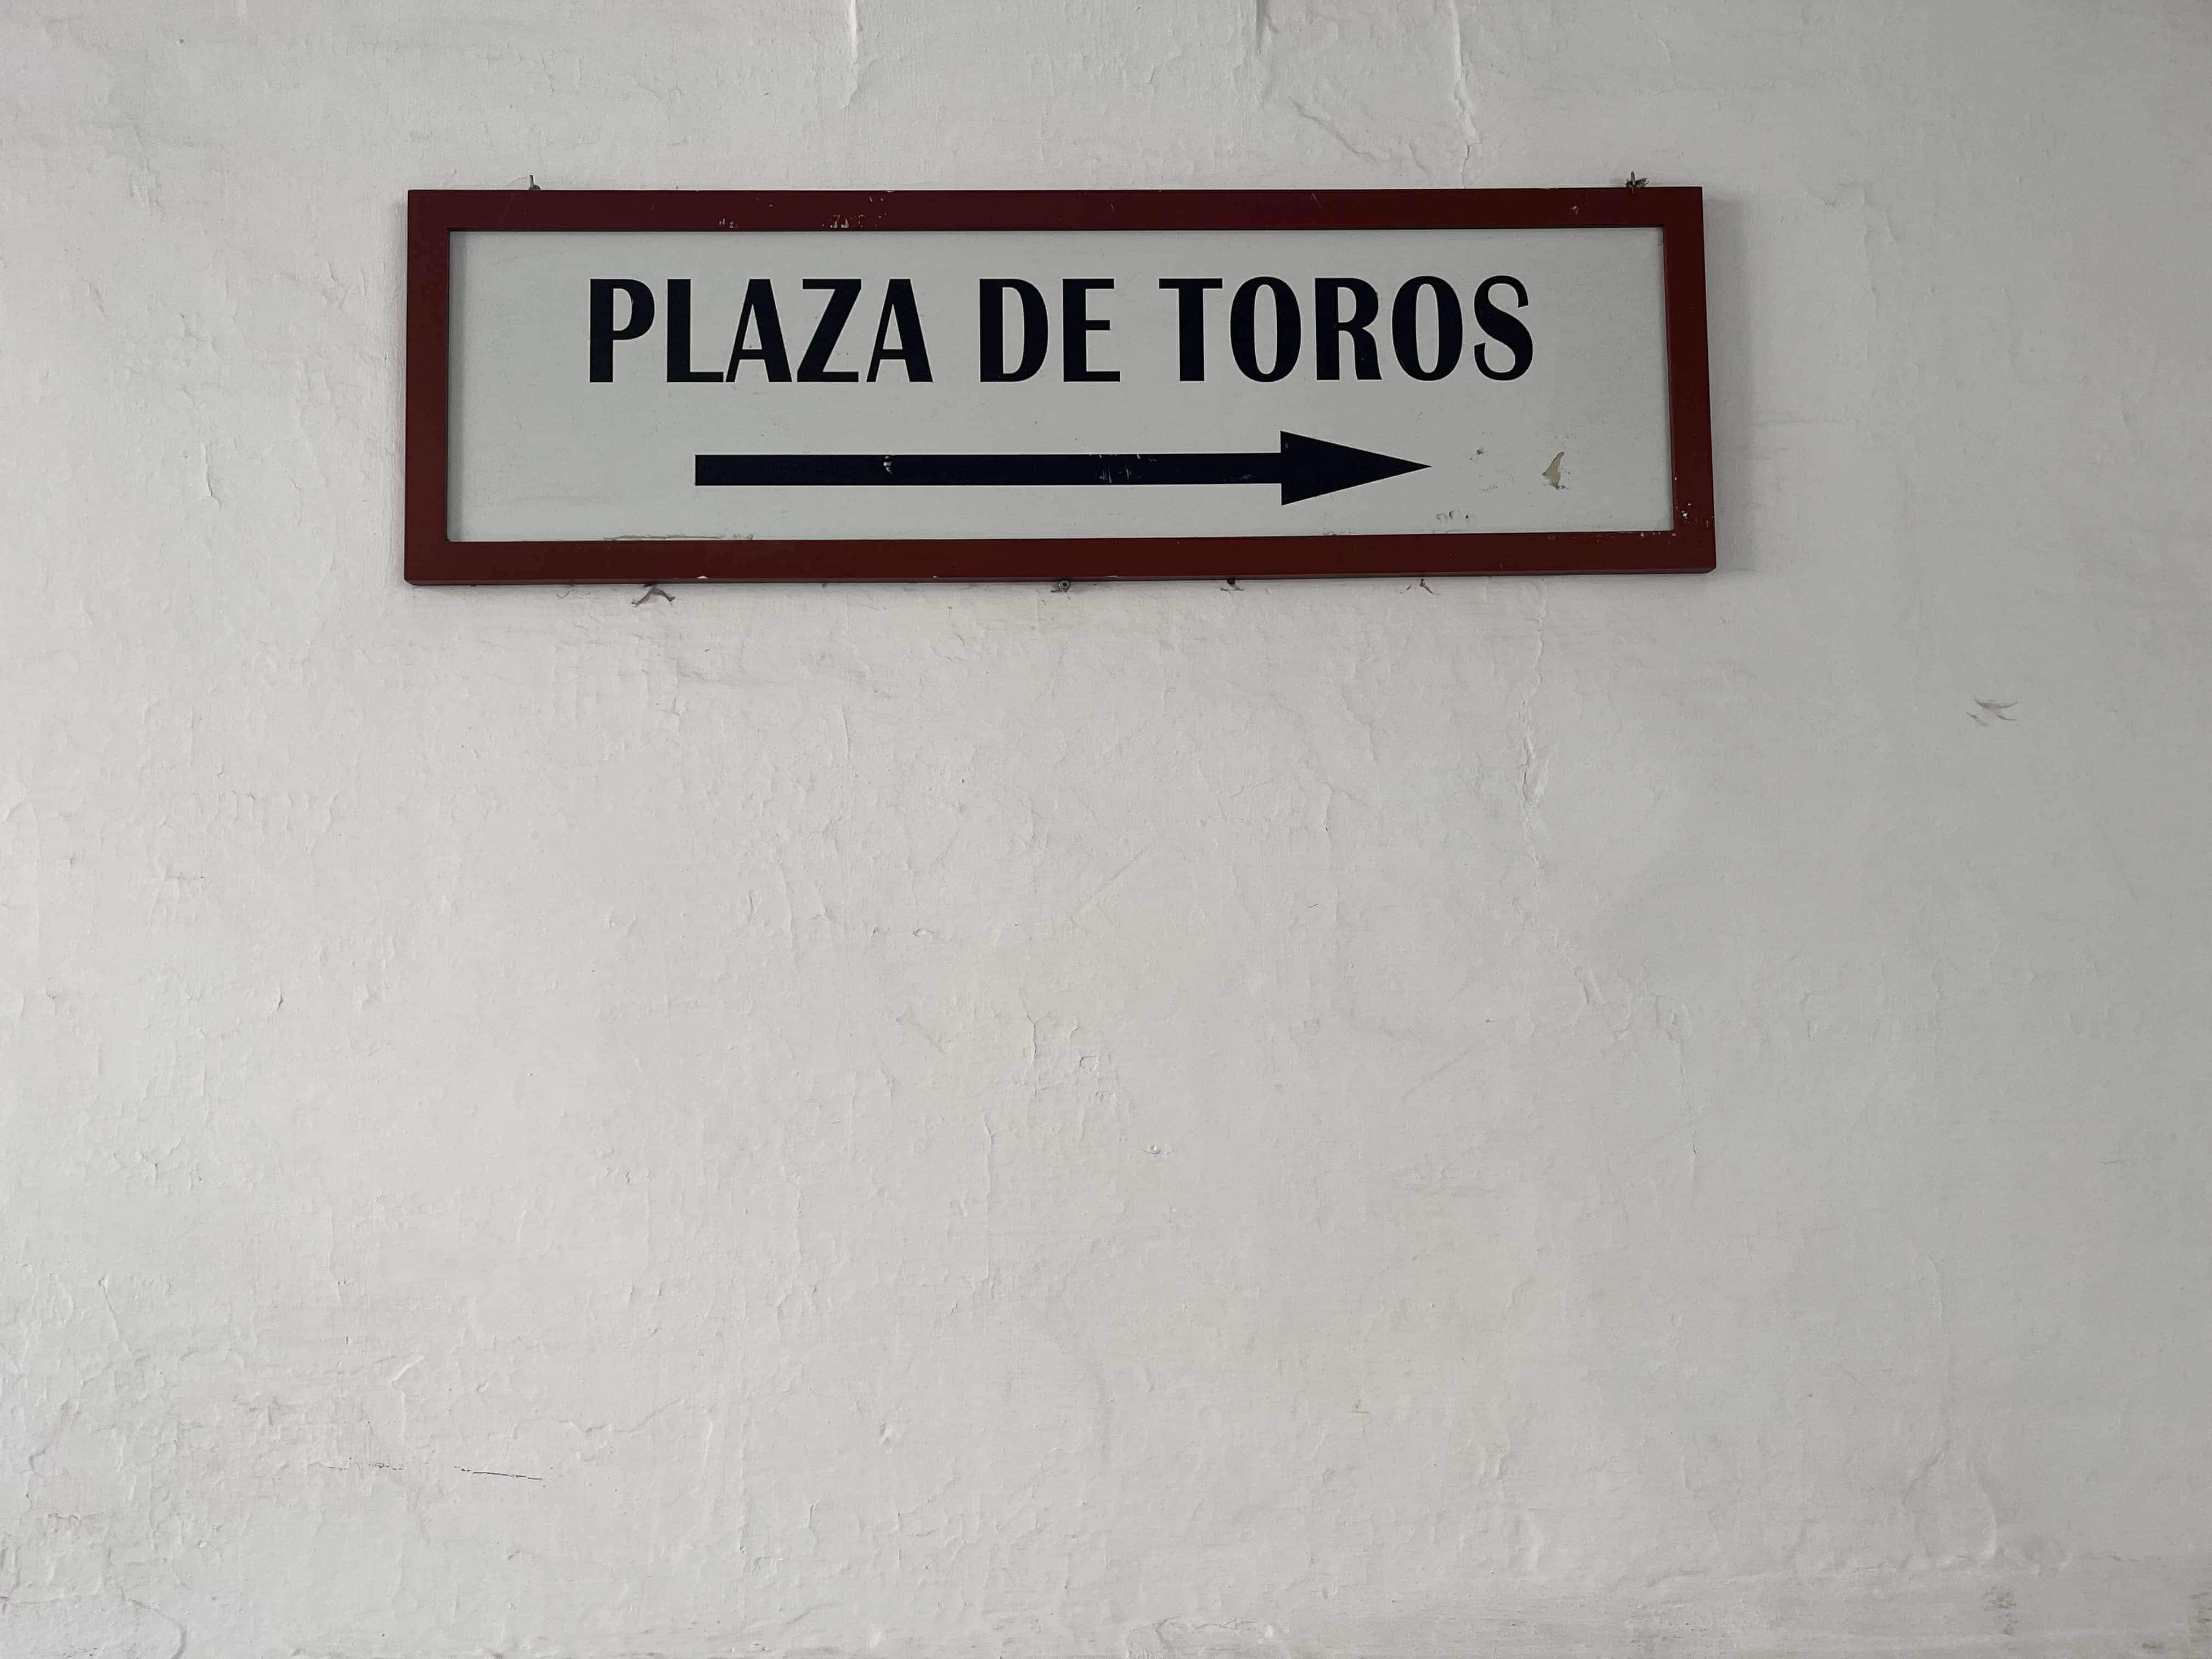 PLAZA DE TOROS